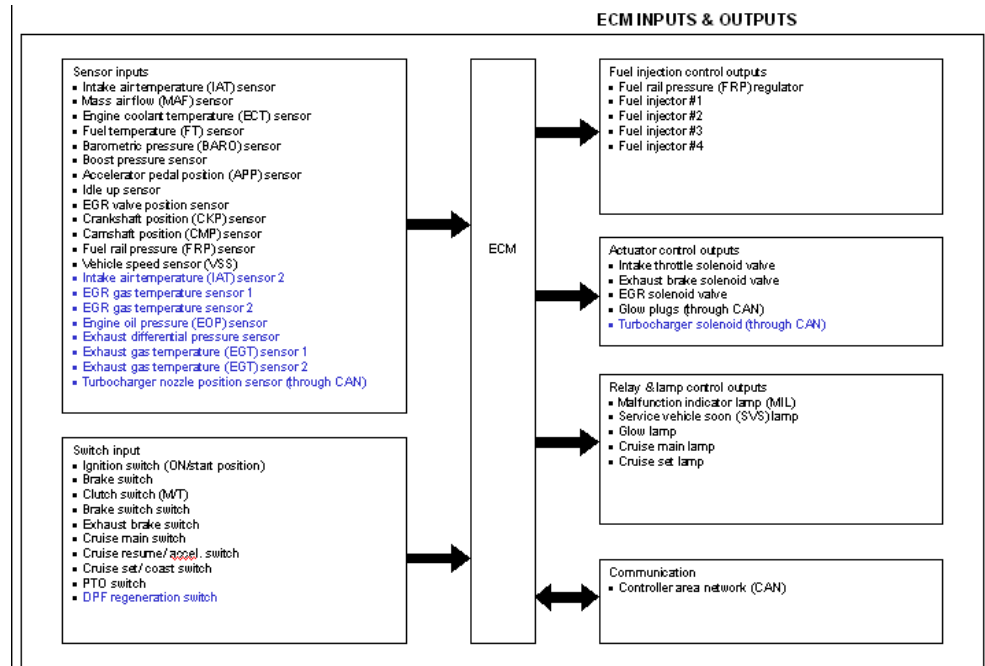 ECM INPUTS & OUTPUTS
Sensor inputs
▪ Intake air temperature (IAT) sensor
▪ Mass airflow (MAF) sensor
▪ Engine coolant temperature (ECT) sensor
▪ Fuel temperature (FT) sensor
▪ Barometric pressure (BARO) sensor
▪ Boost pressure sensor
▪ Accelerator pedal position (APP) sensor
▪ Idle up sensor
▪ EGR valve position sensor
▪ Crankshaft position (CKP) sensor
▪ Camshaft position (CMP) sensor
▪ Fuel rail pressure (FRP) sensor
▪ Vehicle speed sensor (VSS)
▪ Intake air temperature (IAT) sensor 2
▪ EGR gas temperature sensor 1
▪ EGR gas temperature sensor 2
▪ Engine oil pressure (EOP) sensor
▪ Exhaust differential pressure sensor
▪ Exhaust gas temperature (EGT) sensor 1
▪ Exhaust gas temperature (EGT) sensor 2
▪ Turbocharger nozzle position sensor (through CAN)
Switch input
▪ Ignition switch (ON/start position)
▪ Brake switch
▪ Clutch switch (M/T)
▪ Brake switch switch
▪ Exhaust brake switch
▪ Cruise main switch
▪ Cruise resume/ accel. switch
▪ Cruise set/ coast switch
▪ PTO switch
▪ DPF regeneration switch
ECM
Fuel injection control outputs
▪ Fuel rail pressure (FRP) regulator
▪ Fuel injector #1
▪ Fuel injector #2
▪ Fuel injector #3
▪ Fuel injector #4
Actuator control outputs
▪ Intake throttle solenoid valve
▪ Exhaust brake solenoid valve
▪ EGR solenoid valve
▪ Glow plugs (through CAN)
▪ Turbocharger solenoid (through CAN)
Relay & lamp control outputs
▪ Malfunction indicator lamp (MIL)
▪ Service vehicle soon (SVS) lamp
▪ Glow lamp
▪ Cruise main lamp
▪ Cruise set lamp
Communication
▪ Controller area network (CAN)